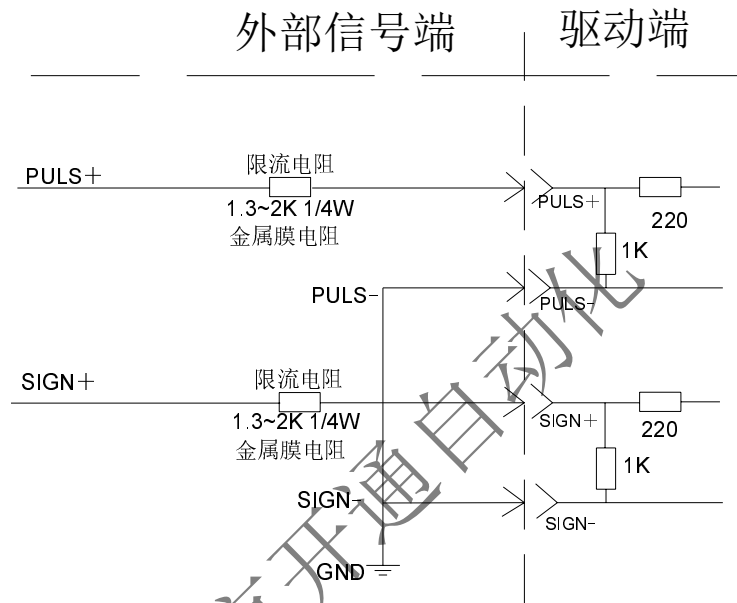 外部信号端
驱动端
PULS+
限流电阻
1.3~2K 1/4W
金属膜电阻
PULS+
220
1K
PULS-
PULS-
SIGN+
限流电阻
1.3~2K 1/4W
金属膜电阻
SIGN+
220
1K
SIGN-
SIGN-
GND
开通自动化